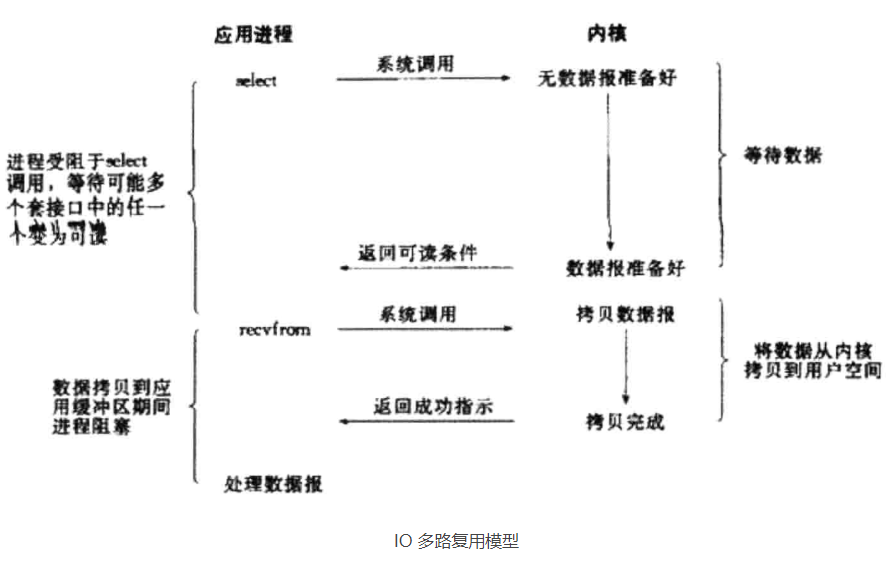 应用进程
内核
select
系统调用
无数据报准备好
进程受阻于select
调用，等待可能多
个套接口中的任一
个变为可读
等待数据
返回可读条件
数据报准备好
recvfrom
系统调用
拷贝数据报
数据拷贝到应
用缓冲区期间
进程阻塞
将数据从内核
拷贝到用户空间
返回成功指示
拷贝完成
处理数据报
IO 多路复用模型